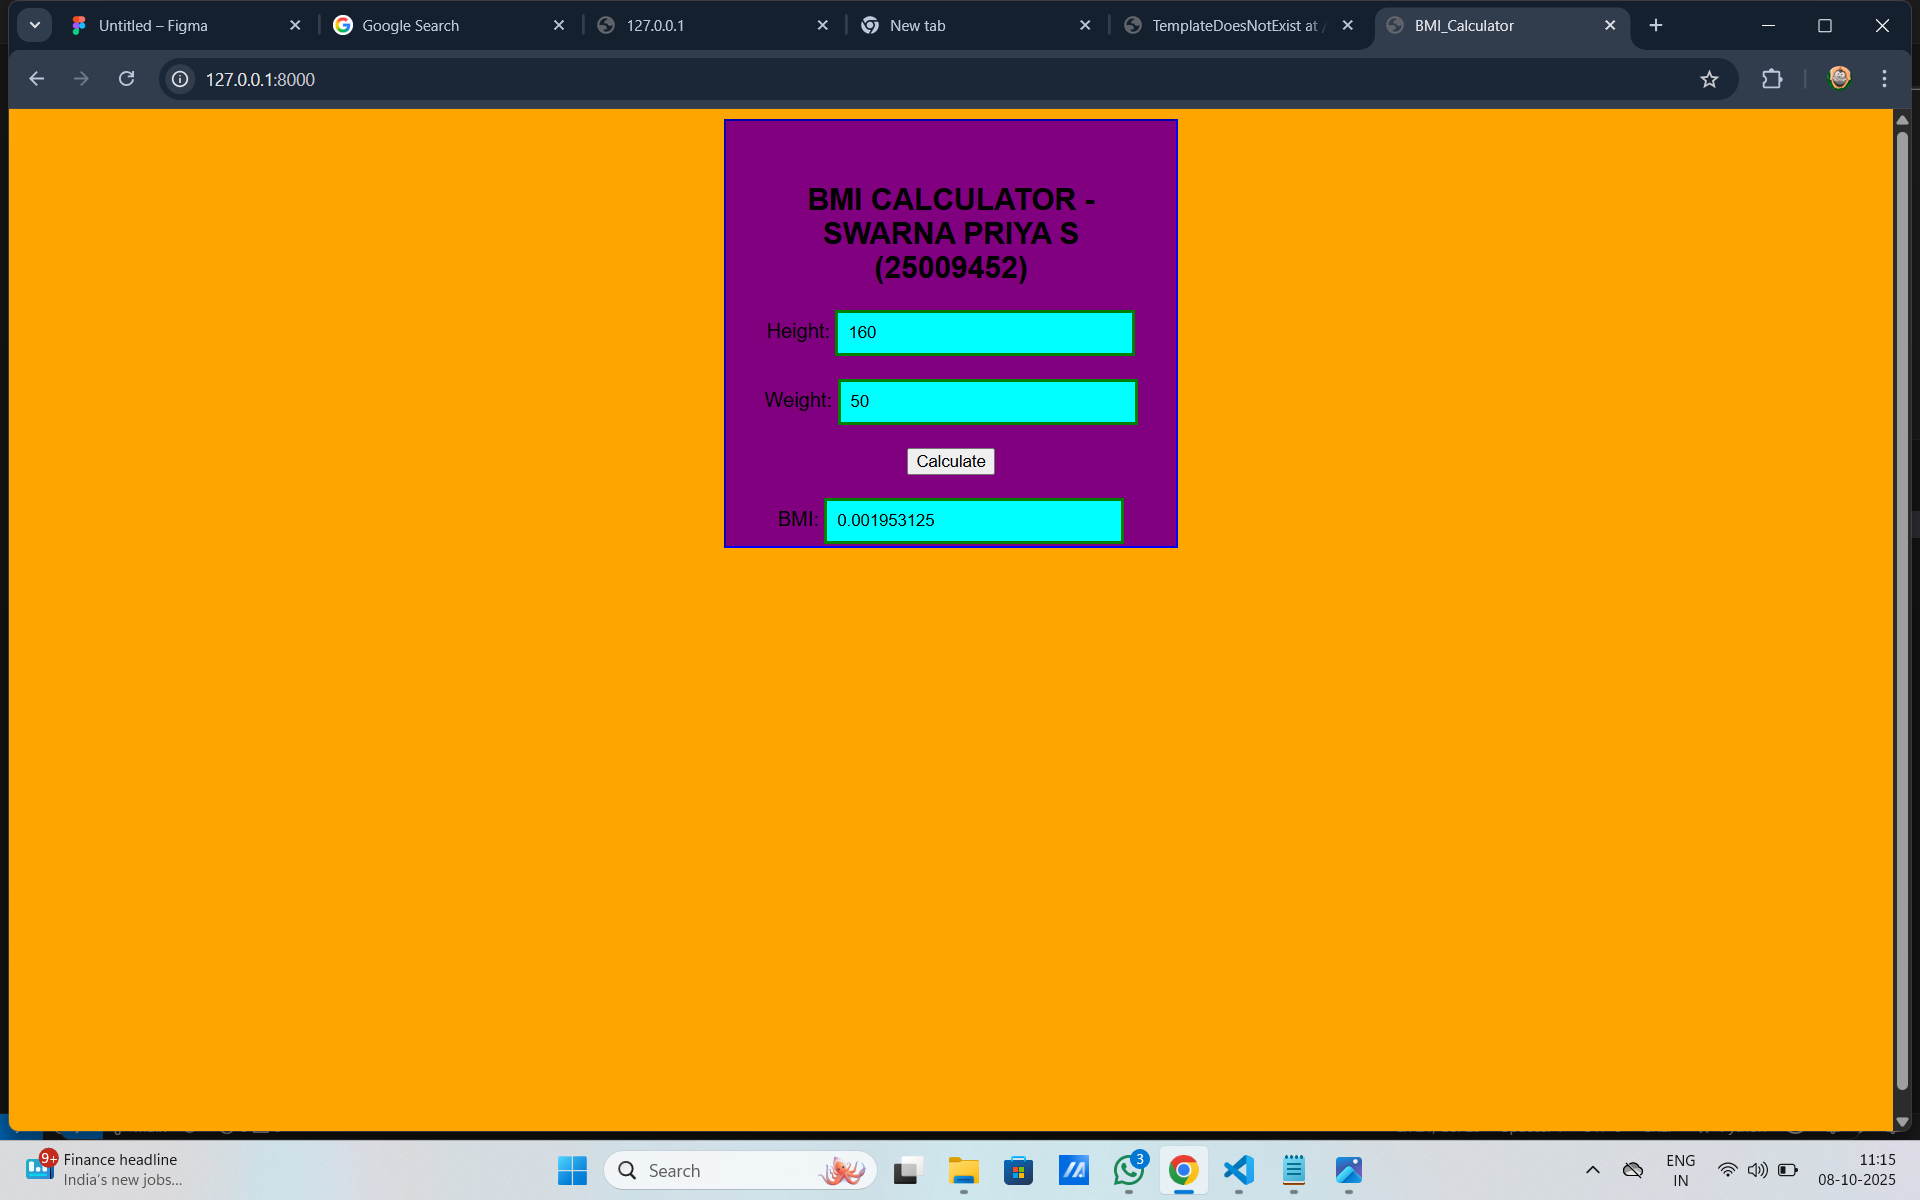 Untitled – Figma
Google Search
127.0.0.1
New tab
TemplateDoesNotExist at /
BMI_Calculator
127.0.0.1:8000
BMI CALCULATOR -
SWARNA PRIYA S
(25009452)
Height: 160
Weight: 50
Calculate
BMI: 0.001953125
9+
Finance headline
India's new jobs...
Search
3
ENG
IN
11:15
08-10-2025